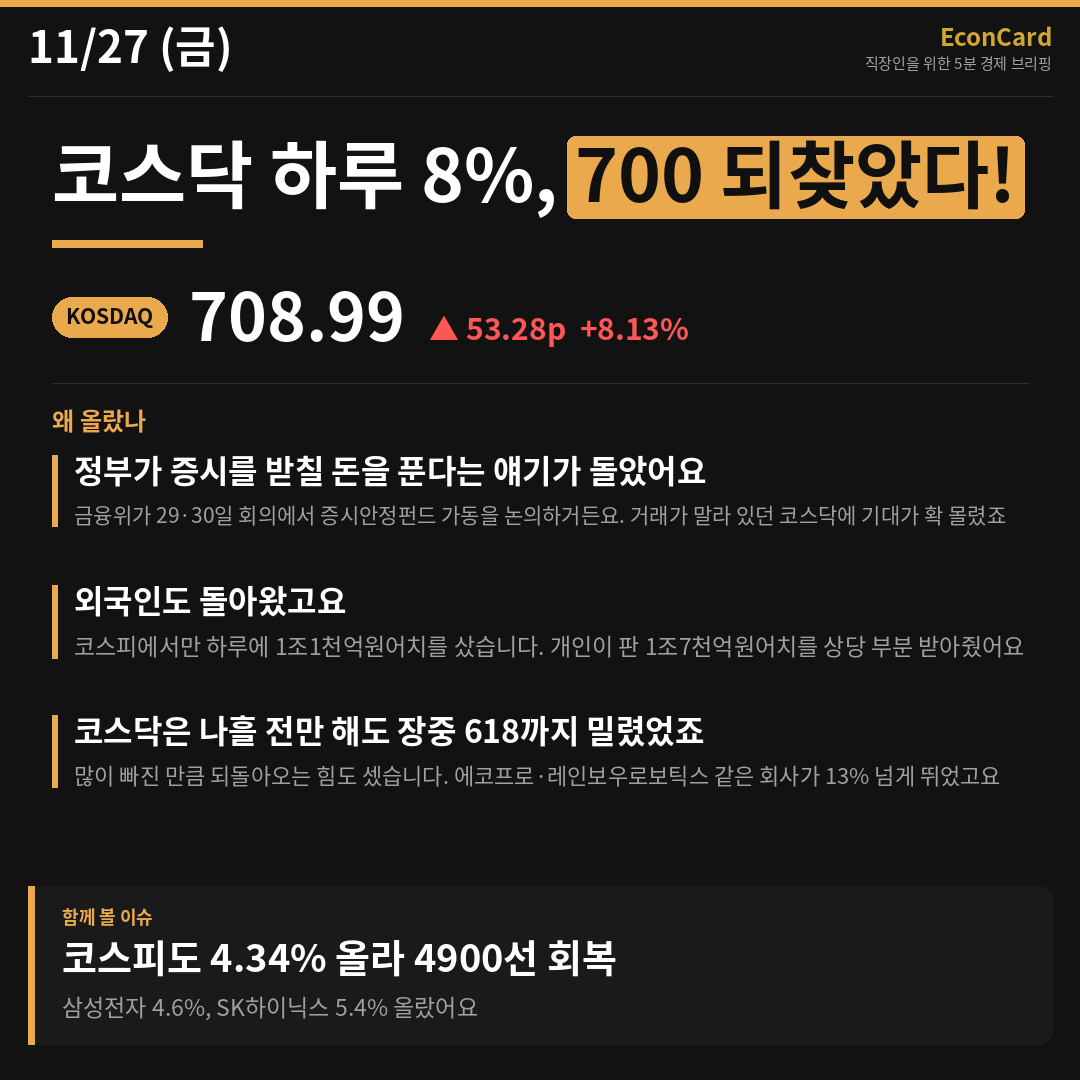 11/27 (금)
EconCard
직장인을 위한 5분 경제 브리핑
코스닥 하루 8%, 700 되찾았다!
KOSDAQ 708.99 ▲ 53.28p +8.13%
왜 올랐나
정부가 증시를 받칠 돈을 푼다는 얘기가 돌았어요
금융위가 29·30일 회의에서 증시안정펀드 가동을 논의하거든요. 거래가 말라 있던 코스닥에 기대가 확 몰렸죠
외국인도 돌아왔고요
코스피에서만 하루에 1조1천억원어치를 샀습니다. 개인이 판 1조7천억원어치를 상당 부분 받아줬어요
코스닥은 나흘 전만 해도 장중 618까지 밀렸었죠
많이 빠진 만큼 되돌아오는 힘도 셌습니다. 에코프로·레인보우로보틱스 같은 회사가 13% 넘게 뛰었고요
함께 볼 이슈
코스피도 4.34% 올라 4900선 회복
삼성전자 4.6%, SK하이닉스 5.4% 올랐어요